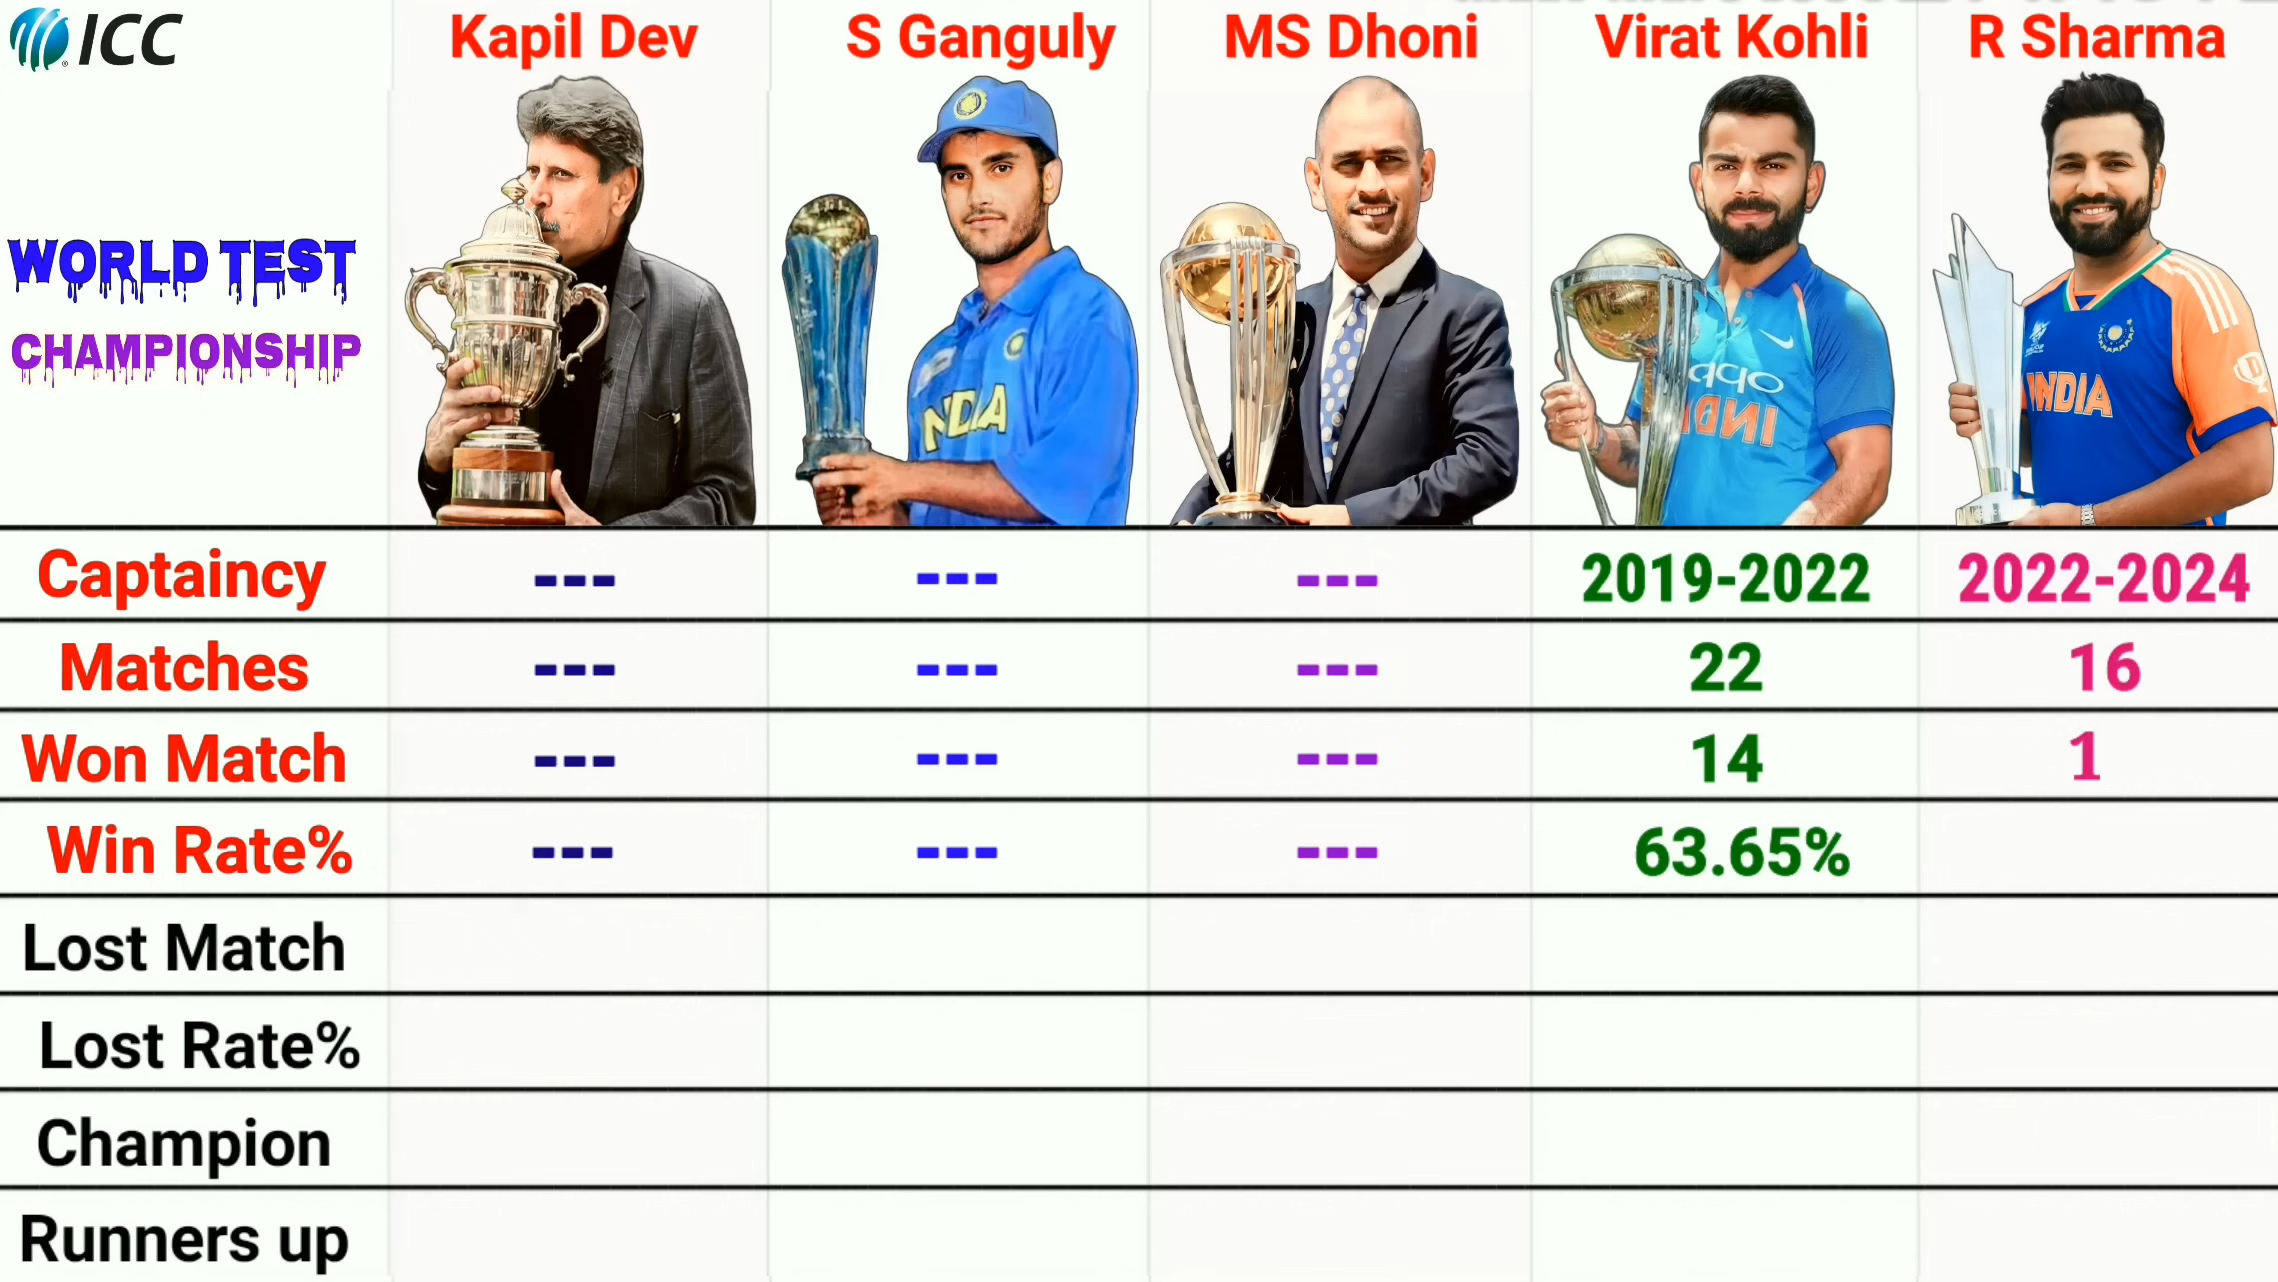 ICC
Kapil Dev S Ganguly MS Dhoni Virat Kohli R Sharma
WORLD TEST
CHAMPIONSHIP
INDIA
oppo
INDIA
INDIA
Captaincy --- --- --- 2019-2022 2022-2024
Matches --- --- --- 22 16
Won Match --- --- --- 14 1
Win Rate% --- --- --- 63.65%
Lost Match
Lost Rate%
Champion
Runners up